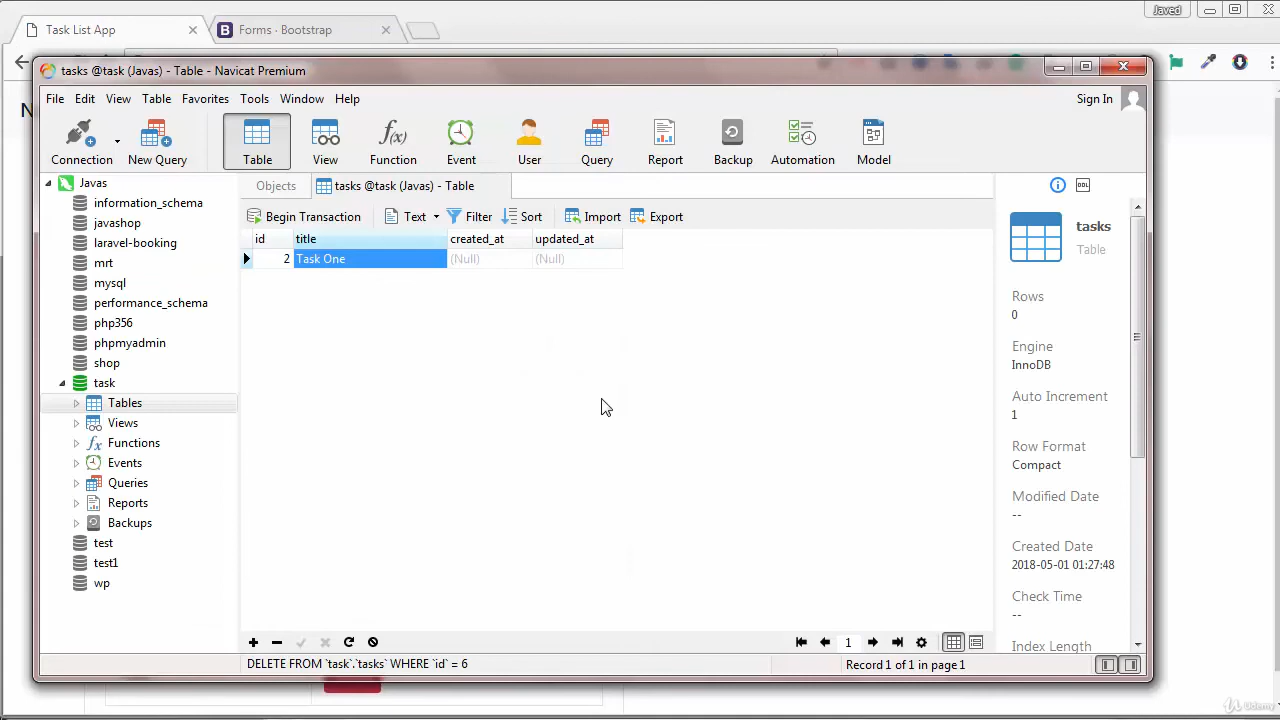 Javed
Task List App
Forms · Bootstrap
N
tasks @task (Javas) - Table - Navicat Premium
File Edit View Table Favorites Tools Window Help
Sign In
Connection New Query Table View Function Event User Query Report Backup Automation Model
f(x)
Objects tasks @task (Javas) - Table
DDL
Begin Transaction Text Filter Sort Import Export
id title created_at updated_at
2 Task One (Null) (Null)
Javas
information_schema
javashop
laravel-booking
mrt
mysql
performance_schema
php356
phpmyadmin
shop
task
Tables
Views
Functions
Events
Queries
Reports
Backups
test
test1
wp
tasks
Table
Rows
0
Engine
InnoDB
Auto Increment
1
Row Format
Compact
Modified Date
--
Created Date
2018-05-01 01:27:48
Check Time
--
Index Length
1
DELETE FROM `task`.`tasks` WHERE `id` = 6
Record 1 of 1 in page 1
Udemy